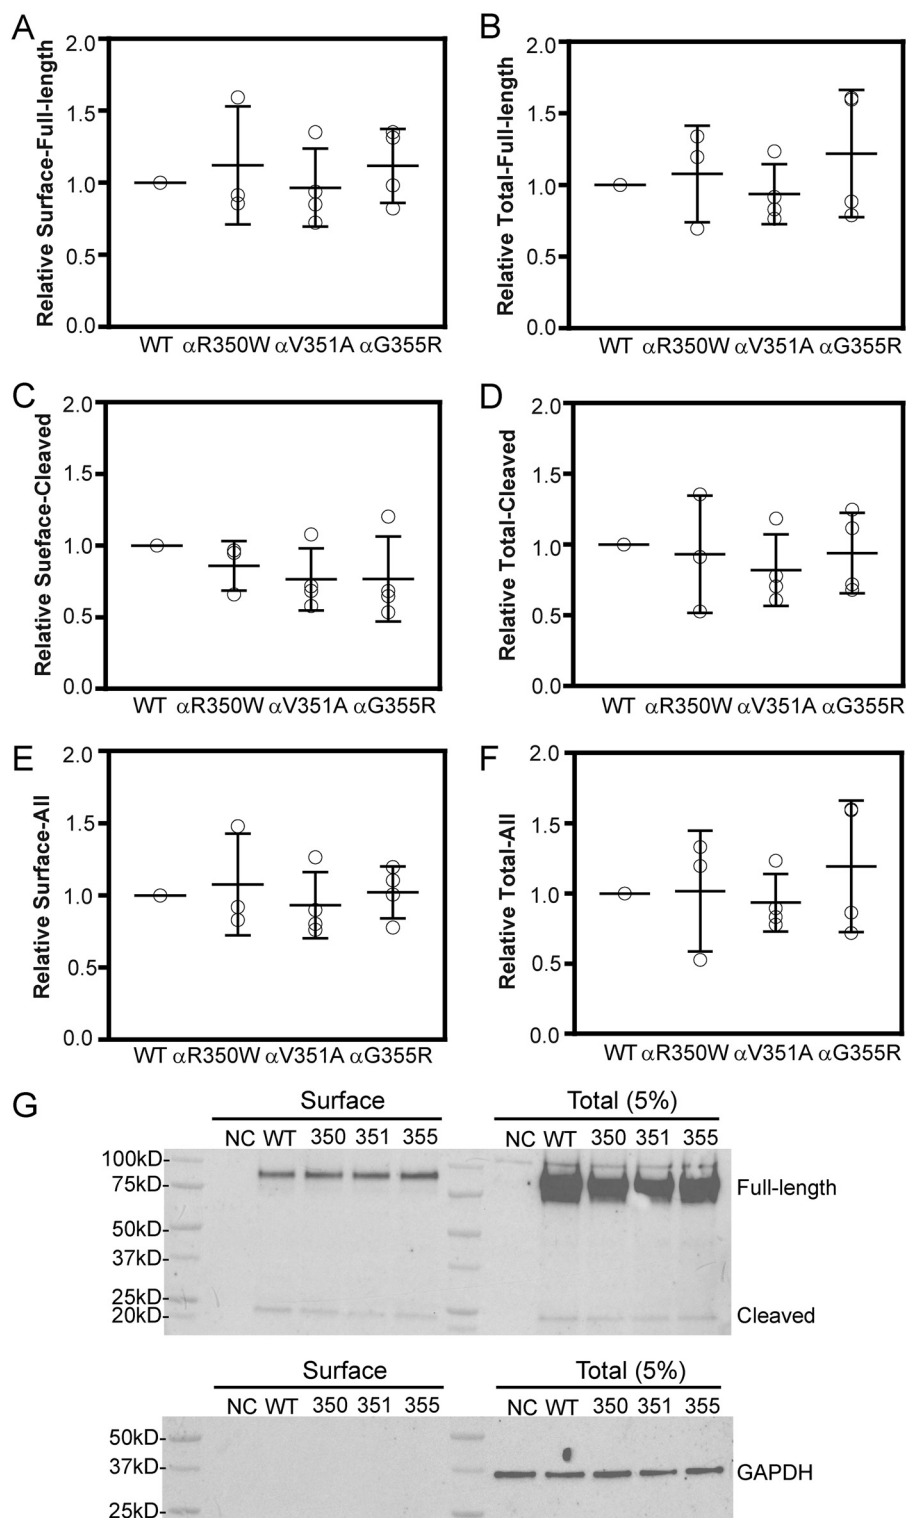 A
B
Relative Surface-Full-length
2.0
1.5
1.0
0.5
0.0
WT αR350W αV351A αG355R
Relative Total-Full-length
2.0
1.5
1.0
0.5
0.0
WT αR350W αV351A αG355R
C
D
Relative Sueface-Cleaved
2.0
1.5
1.0
0.5
0.0
WT αR350W αV351A αG355R
Relative Total-Cleaved
2.0
1.5
1.0
0.5
0.0
WT αR350W αV351A αG355R
E
F
Relative Surface-All
2.0
1.5
1.0
0.5
0.0
WT αR350W αV351A αG355R
Relative Total-All
2.0
1.5
1.0
0.5
0.0
WT αR350W αV351A αG355R
G
Surface Total (5%)
NC WT 350 351 355 NC WT 350 351 355
100kD-
75kD- Full-length
50kD-
37kD-
25kD-
20kD- Cleaved
Surface Total (5%)
NC WT 350 351 355 NC WT 350 351 355
50kD-
37kD- GAPDH
25kD-